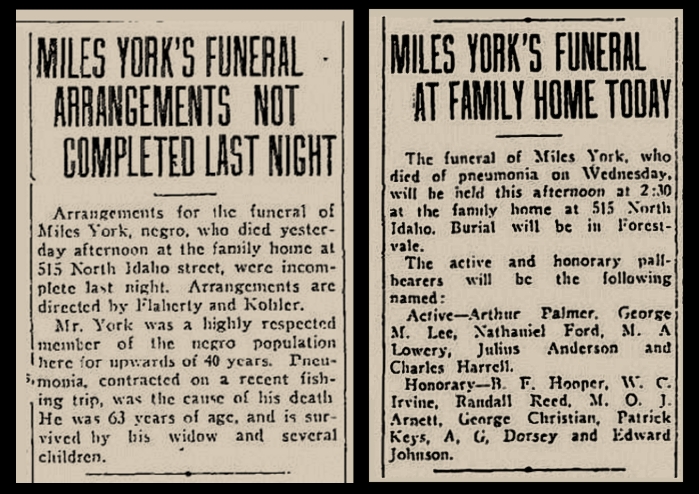 MILES YORK'S FUNERAL
ARRANGEMENTS NOT
COMPLETED LAST NIGHT
Arrangements for the funeral of
Miles York, negro, who died yester-
day afternoon at the family home at
515 North Idaho street, were incom-
plete last night. Arrangements are
directed by Flaherty and Kohler.
Mr. York was a highly respected
member of the negro population
here for upwards of 40 years. Pneu-
monia, contracted on a recent fish-
ing trip, was the cause of his death
He was 63 years of age, and is sur-
vived by his widow and several
children.
MILES YORK'S FUNERAL
AT FAMILY HOME TODAY
The funeral of Miles York, who
died of pneumonia on Wednesday,
will be held this afternoon at 2:30
at the family home at 515 North
Idaho. Burial will be in Forest-
vale.
The active and honorary pall-
bearers will be the following
named:
Active—Arthur Palmer, George
M. Lee, Nathaniel Ford, M. A
Lowery, Julius Anderson and
Charles Harrell.
Honorary—B. F. Hooper, W. C.
Irvine, Randall Reed, M. O. J.
Arnett, George Christian, Patrick
Keys, A, G, Dorsey and Edward
Johnson.